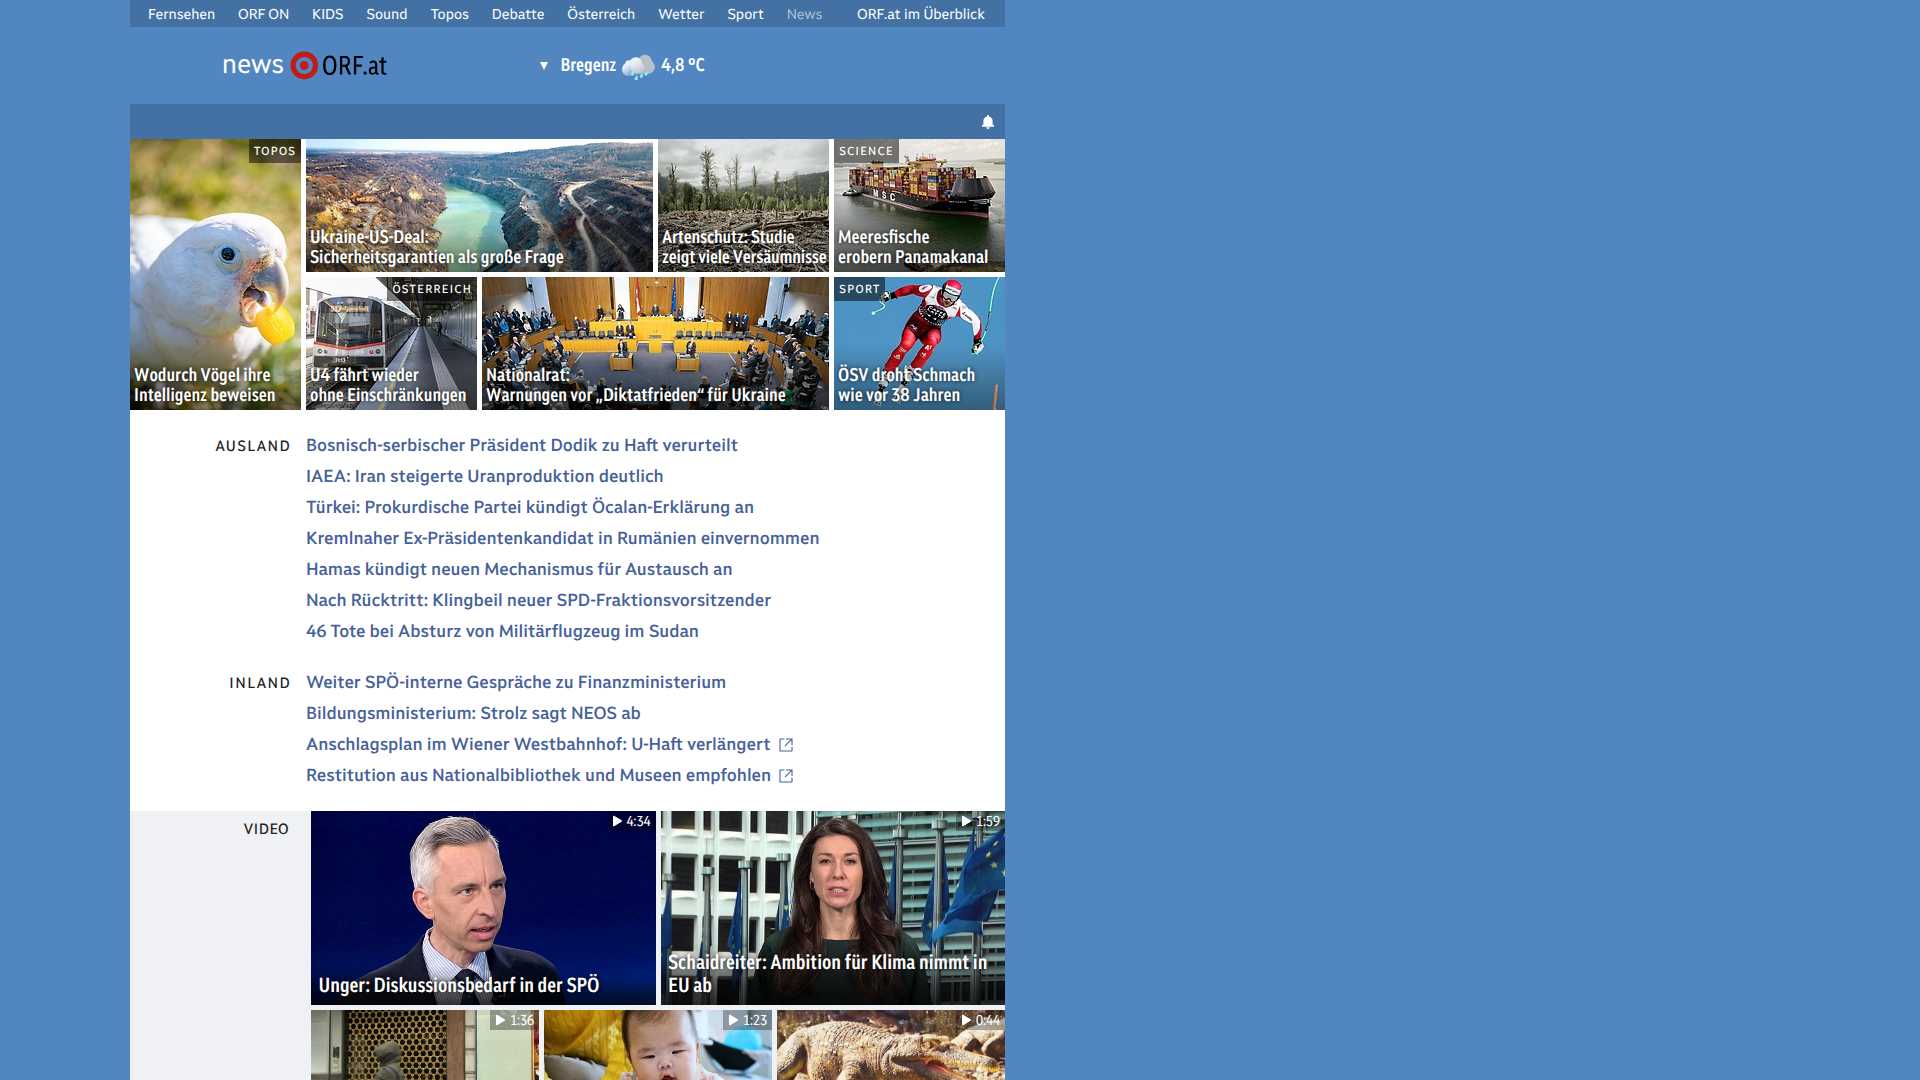 Fernsehen ORF ON KIDS Sound Topos Debatte Österreich Wetter Sport News ORF.at im Überblick
news ORF.at
Bregenz 4,8 °C
TOPOS
Wodurch Vögel ihre
Intelligenz beweisen
Ukraine-US-Deal:
Sicherheitsgarantien als große Frage
Artenschutz: Studie
zeigt viele Versäumnisse
SCIENCE
MSC
Meeresfische
erobern Panamakanal
ÖSTERREICH
U4 fährt wieder
ohne Einschränkungen
Nationalrat:
Warnungen vor „Diktatfrieden“ für Ukraine
SPORT
ÖSV droht Schmach
wie vor 38 Jahren
AUSLAND
Bosnisch-serbischer Präsident Dodik zu Haft verurteilt
IAEA: Iran steigerte Uranproduktion deutlich
Türkei: Prokurdische Partei kündigt Öcalan-Erklärung an
Kremlnaher Ex-Präsidentenkandidat in Rumänien einvernommen
Hamas kündigt neuen Mechanismus für Austausch an
Nach Rücktritt: Klingbeil neuer SPD-Fraktionsvorsitzender
46 Tote bei Absturz von Militärflugzeug im Sudan
INLAND
Weiter SPÖ-interne Gespräche zu Finanzministerium
Bildungsministerium: Strolz sagt NEOS ab
Anschlagsplan im Wiener Westbahnhof: U-Haft verlängert
Restitution aus Nationalbibliothek und Museen empfohlen
VIDEO
4:34
Unger: Diskussionsbedarf in der SPÖ
1:59
Schaidreiter: Ambition für Klima nimmt in
EU ab
1:36
1:23
0:44